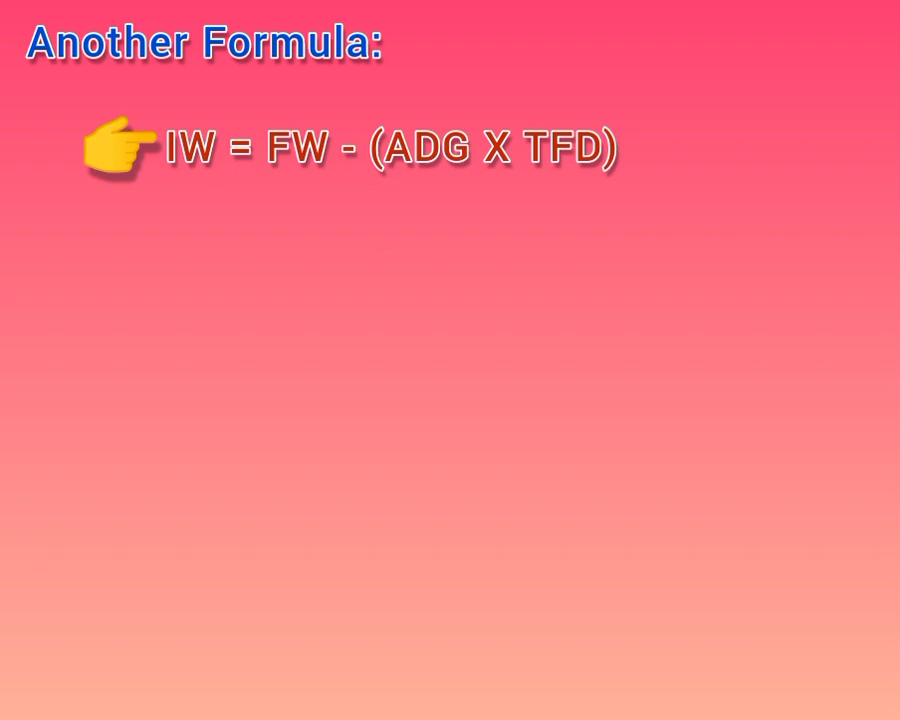 Another Formula:
👉IW = FW - (ADG X TFD)